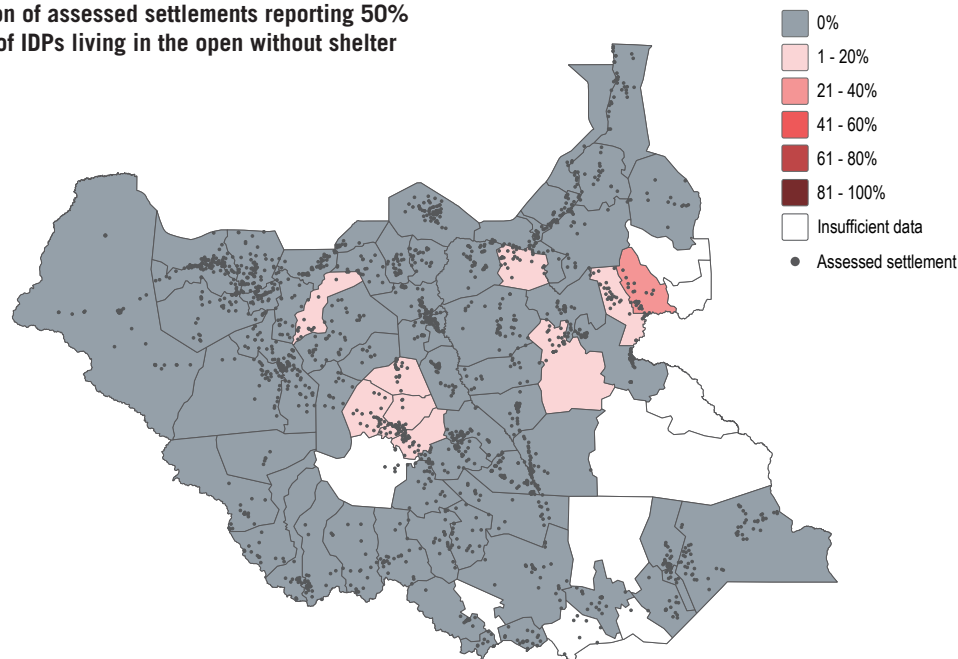 on of assessed settlements reporting 50%
of IDPs living in the open without shelter
0%
1 - 20%
21 - 40%
41 - 60%
61 - 80%
81 - 100%
Insufficient data
Assessed settlement